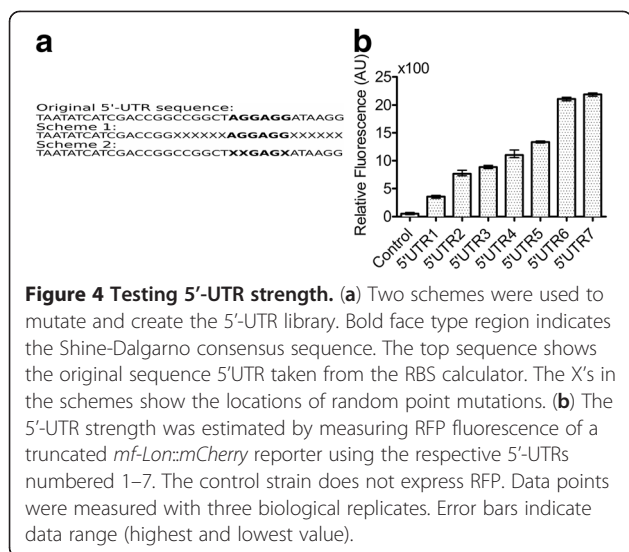 a
b
Original 5'-UTR sequence:
TAATATCATCGACCGGCCGGCTAGGAGGATAAGG
Scheme 1:
TAATATCATCGACCGGXXXXXXAGGAGGXXXXXX
Scheme 2:
TAATATCATCGACCGGCCGGCTXXGAGXATAAGG
x100
Relative Fluorescence (AU)
25
20
15
10
5
0
Control
5'UTR1
5'UTR2
5'UTR3
5'UTR4
5'UTR5
5'UTR6
5'UTR7
Figure 4 Testing 5′-UTR strength. (a) Two schemes were used to
mutate and create the 5′-UTR library. Bold face type region indicates
the Shine-Dalgarno consensus sequence. The top sequence shows
the original sequence 5′UTR taken from the RBS calculator. The X's in
the schemes show the locations of random point mutations. (b) The
5′-UTR strength was estimated by measuring RFP fluorescence of a
truncated mf-Lon::mCherry reporter using the respective 5′-UTRs
numbered 1–7. The control strain does not express RFP. Data points
were measured with three biological replicates. Error bars indicate
data range (highest and lowest value).